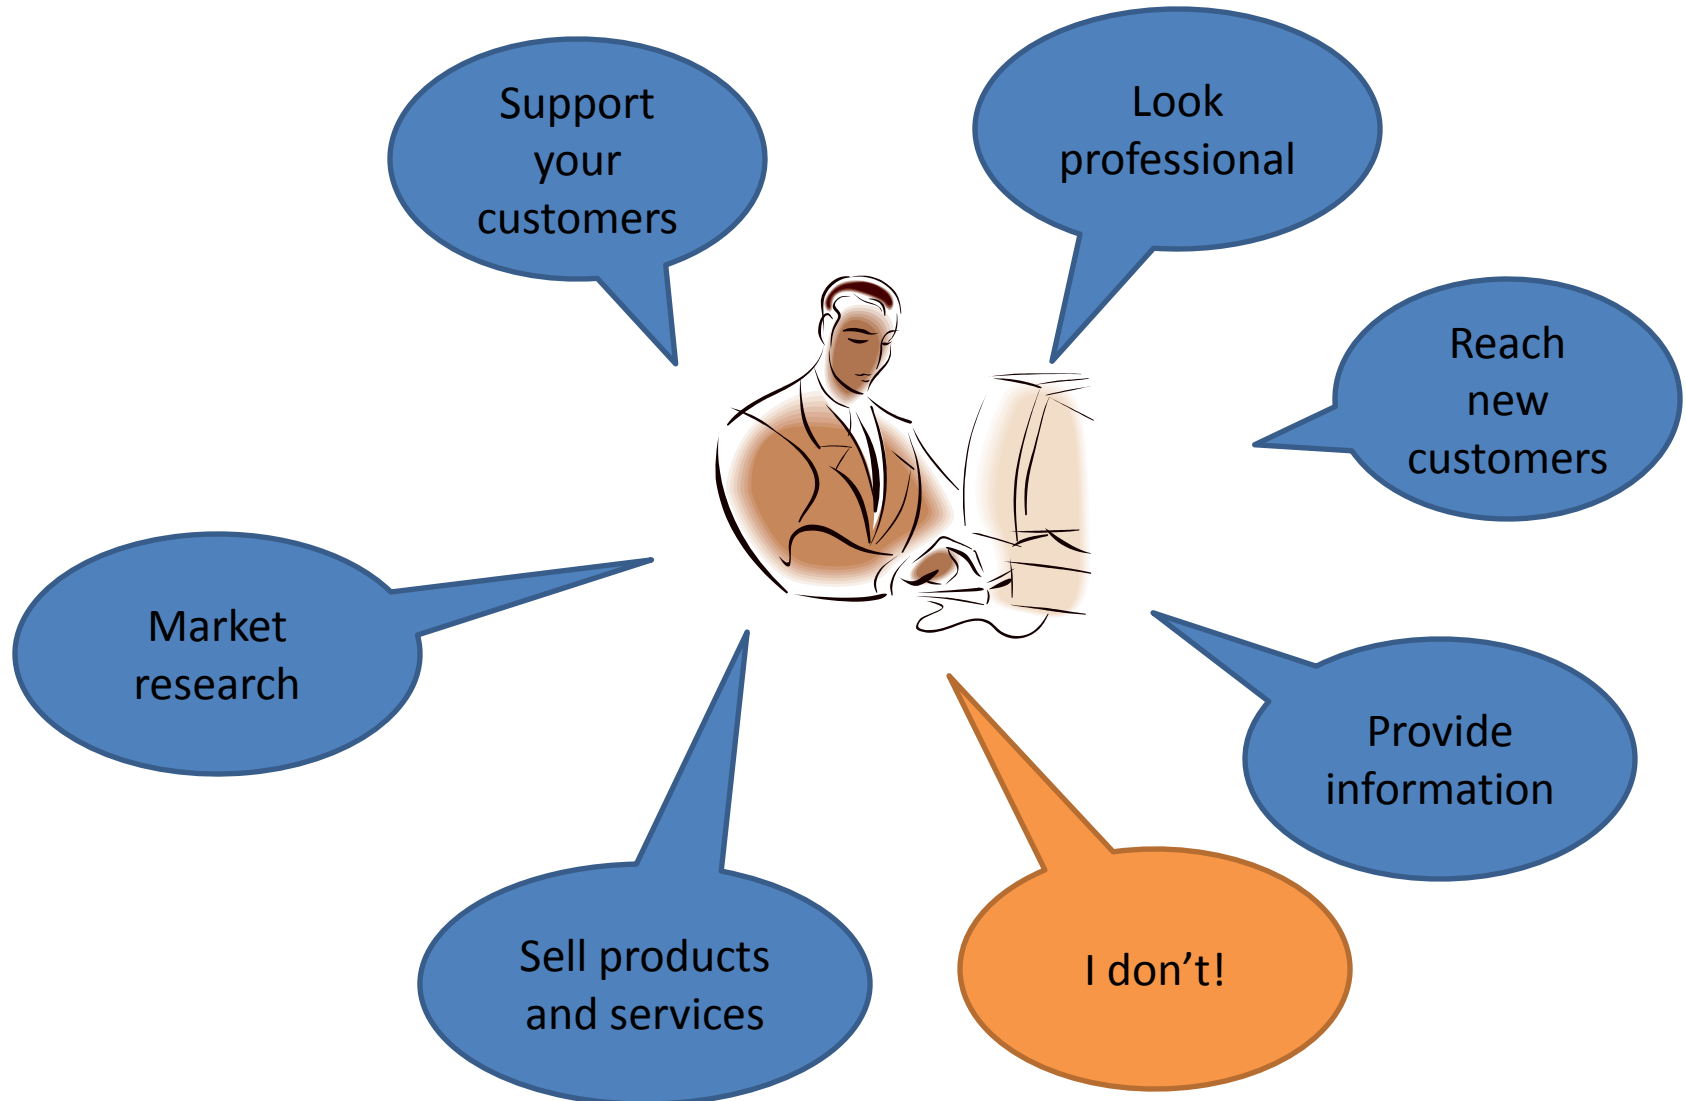 Support
your
customers
Look
professional
Reach
new
customers
Market
research
Provide
information
Sell products
and services
I don’t!